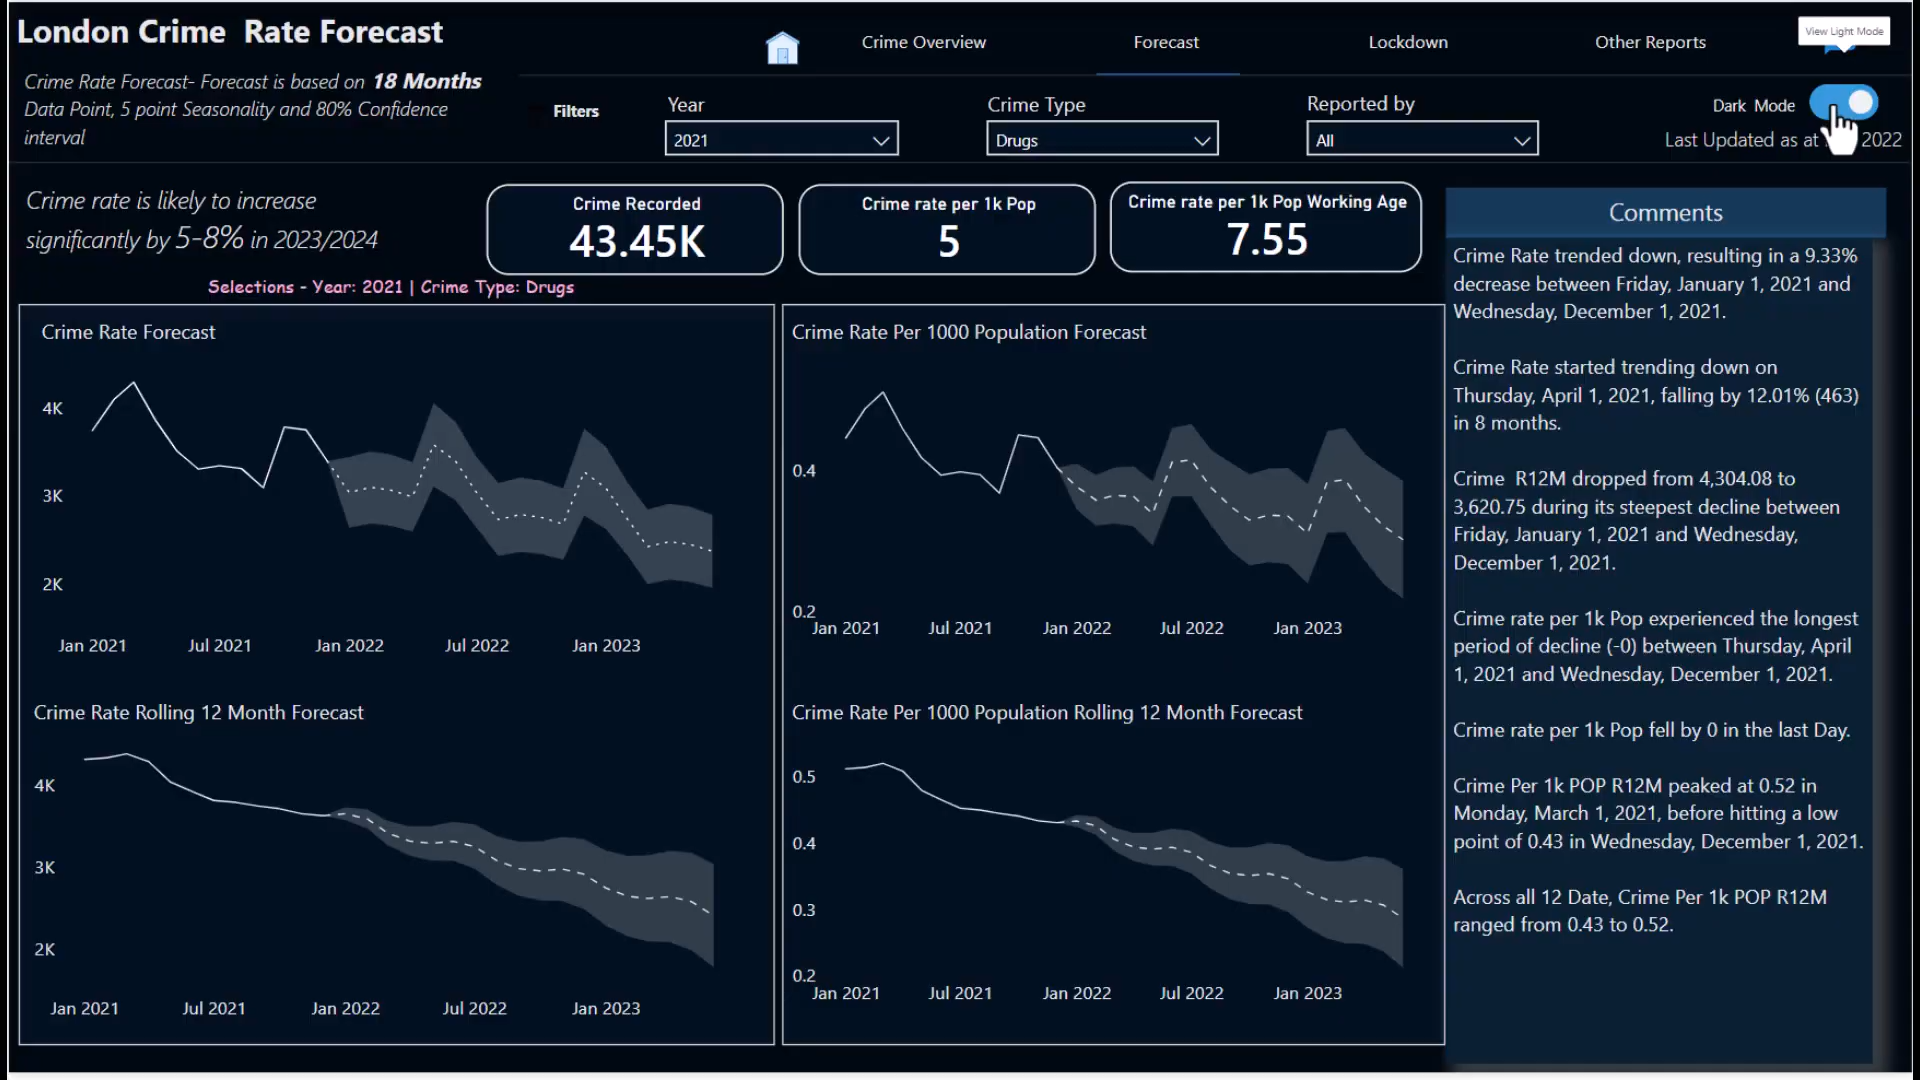 London Crime  Rate Forecast
Crime Overview
Forecast
Lockdown
Other Reports
View Light Mode
Crime Rate Forecast- Forecast is based on 18 Months
Data Point, 5 point Seasonality and 80% Confidence
interval
Filters
Year
2021
Crime Type
Drugs
Reported by
All
Dark Mode
Last Updated as at 2022
Crime rate is likely to increase
significantly by 5-8% in 2023/2024
Crime Recorded
43.45K
Crime rate per 1k Pop
5
Crime rate per 1k Pop Working Age
7.55
Selections - Year: 2021 | Crime Type: Drugs
Crime Rate Forecast
4K
3K
2K
Jan 2021 Jul 2021 Jan 2022 Jul 2022 Jan 2023
Crime Rate Per 1000 Population Forecast
0.4
0.2
Jan 2021 Jul 2021 Jan 2022 Jul 2022 Jan 2023
Crime Rate Rolling 12 Month Forecast
4K
3K
2K
Jan 2021 Jul 2021 Jan 2022 Jul 2022 Jan 2023
Crime Rate Per 1000 Population Rolling 12 Month Forecast
0.5
0.4
0.3
0.2
Jan 2021 Jul 2021 Jan 2022 Jul 2022 Jan 2023
Comments
Crime Rate trended down, resulting in a 9.33%
decrease between Friday, January 1, 2021 and
Wednesday, December 1, 2021.
Crime Rate started trending down on
Thursday, April 1, 2021, falling by 12.01% (463)
in 8 months.
Crime  R12M dropped from 4,304.08 to
3,620.75 during its steepest decline between
Friday, January 1, 2021 and Wednesday,
December 1, 2021.
Crime rate per 1k Pop experienced the longest
period of decline (-0) between Thursday, April
1, 2021 and Wednesday, December 1, 2021.
Crime rate per 1k Pop fell by 0 in the last Day.
Crime Per 1k POP R12M peaked at 0.52 in
Monday, March 1, 2021, before hitting a low
point of 0.43 in Wednesday, December 1, 2021.
Across all 12 Date, Crime Per 1k POP R12M
ranged from 0.43 to 0.52.